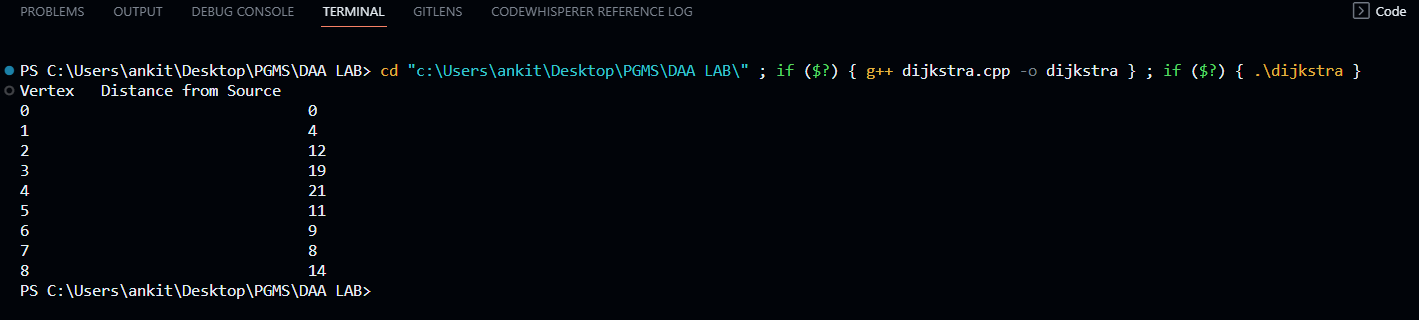 PROBLEMS OUTPUT DEBUG CONSOLE TERMINAL GITLENS CODEWHISPERER REFERENCE LOG Code
PS C:\Users\ankit\Desktop\PGMS\DAA LAB> cd "c:\Users\ankit\Desktop\PGMS\DAA LAB\" ; if ($?) { g++ dijkstra.cpp -o dijkstra } ; if ($?) { .\dijkstra }
Vertex Distance from Source
0 0
1 4
2 12
3 19
4 21
5 11
6 9
7 8
8 14
PS C:\Users\ankit\Desktop\PGMS\DAA LAB>